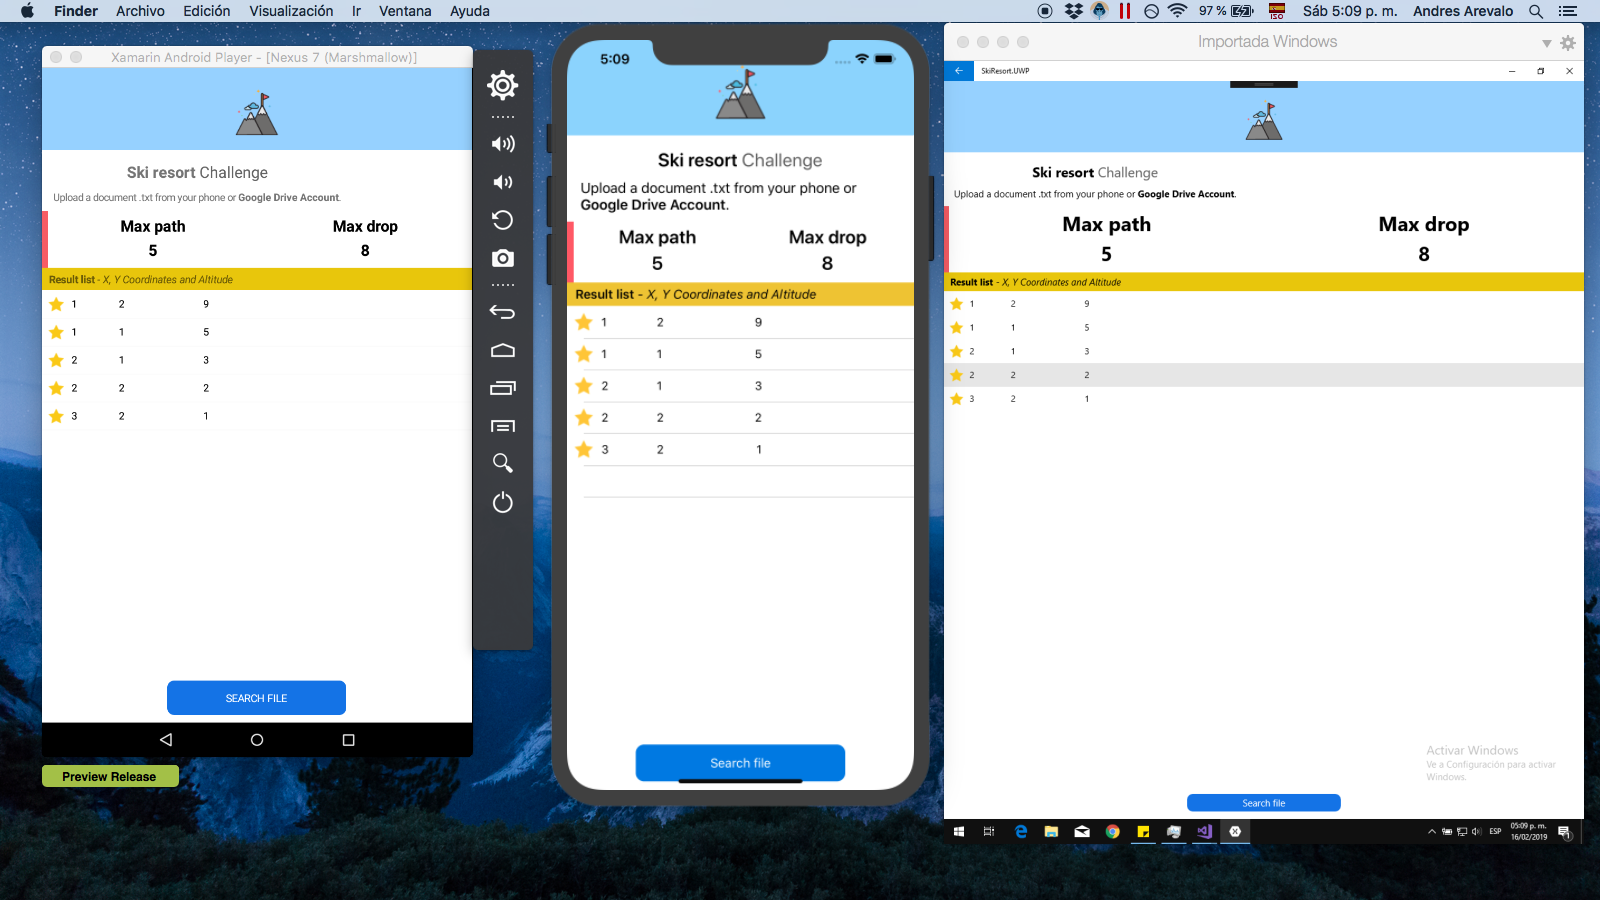 Finder Archivo Edición Visualización Ir Ventana Ayuda
97 % ISO Sáb 5:09 p. m. Andres Arevalo
Xamarin Android Player - [Nexus 7 (Marshmallow)]
Ski resort Challenge
Upload a document .txt from your phone or Google Drive Account.
Max path Max drop
5 8
Result list - X, Y Coordinates and Altitude
1 2 9
1 1 5
2 1 3
2 2 2
3 2 1
SEARCH FILE
Preview Release
5:09
Ski resort Challenge
Upload a document .txt from your phone or
Google Drive Account.
Max path Max drop
5 8
Result list - X, Y Coordinates and Altitude
1 2 9
1 1 5
2 1 3
2 2 2
3 2 1
Search file
Importada Windows
SkiResort.UWP
Ski resort Challenge
Upload a document .txt from your phone or Google Drive Account.
Max path Max drop
5 8
Result list - X, Y Coordinates and Altitude
1 2 9
1 1 5
2 1 3
2 2 2
3 2 1
Activar Windows
Ve a Configuración para activar
Windows.
Search file
ESP
05:09 p. m.
16/02/2019